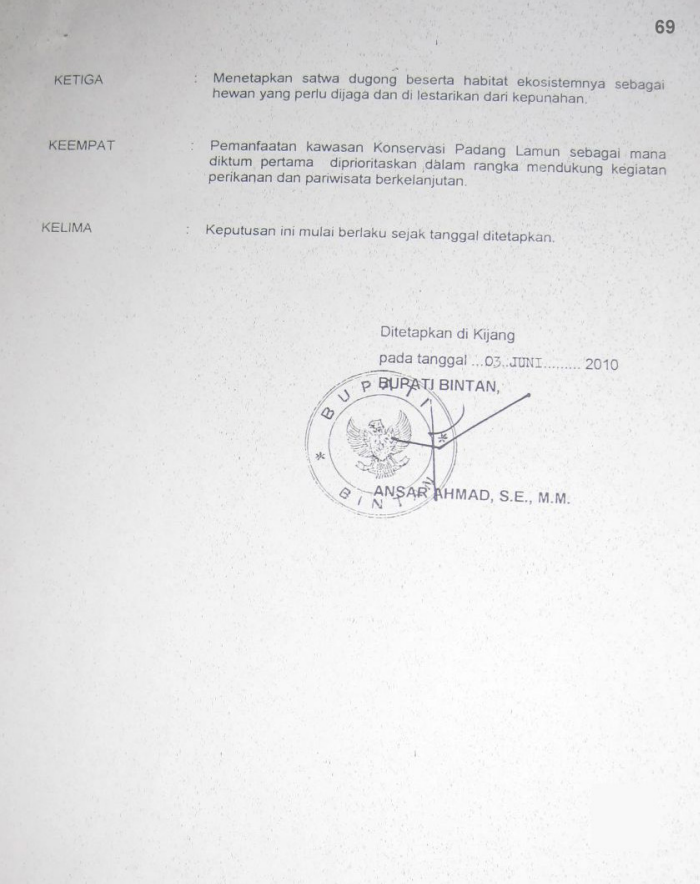 69
KETIGA : Menetapkan satwa dugong beserta habitat ekosistemnya sebagai
hewan yang perlu dijaga dan di lestarikan dari kepunahan.
KEEMPAT : Pemanfaatan kawasan Konservasi Padang Lamun sebagai mana
diktum pertama diprioritaskan dalam rangka mendukung kegiatan
perikanan dan pariwisata berkelanjutan.
KELIMA : Keputusan ini mulai berlaku sejak tanggal ditetapkan.
Ditetapkan di Kijang
pada tanggal ...03..JUNI......... 2010
BUPATI BINTAN,
BUPATI
* *
BINTAN
ANSAR AHMAD, S.E., M.M.